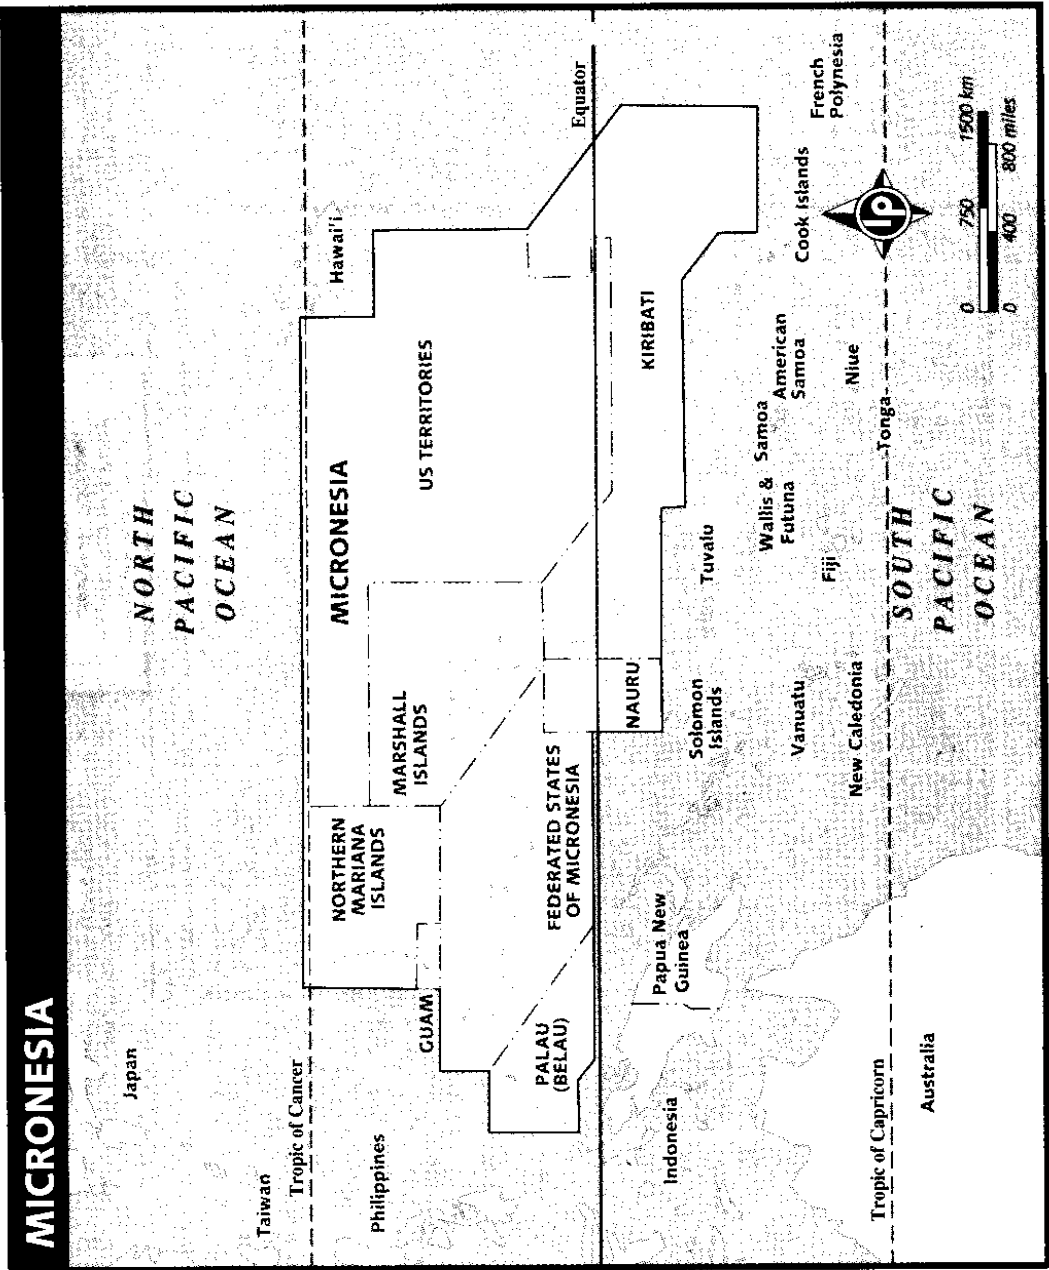 MICRONESIA
Japan
NORTH
PACIFIC
OCEAN
Taiwan
Tropic of Cancer
Hawai'i
Philippines
MICRONESIA
NORTHERN
MARIANA
ISLANDS
MARSHALL
ISLANDS
US TERRITORIES
GUAM
PALAU
(BELAU)
FEDERATED STATES
OF MICRONESIA
Equator
NAURU
KIRIBATI
Indonesia
Papua New
Guinea
Solomon
Islands
Tuvalu
Wallis &
Futuna
Samoa
American
Samoa
Cook Islands
French
Polynesia
Vanuatu
Fiji
Niue
New Caledonia
Tonga
Tropic of Capricorn
Australia
SOUTH
PACIFIC
OCEAN
lp
0 750 1500 km
0 400 800 miles